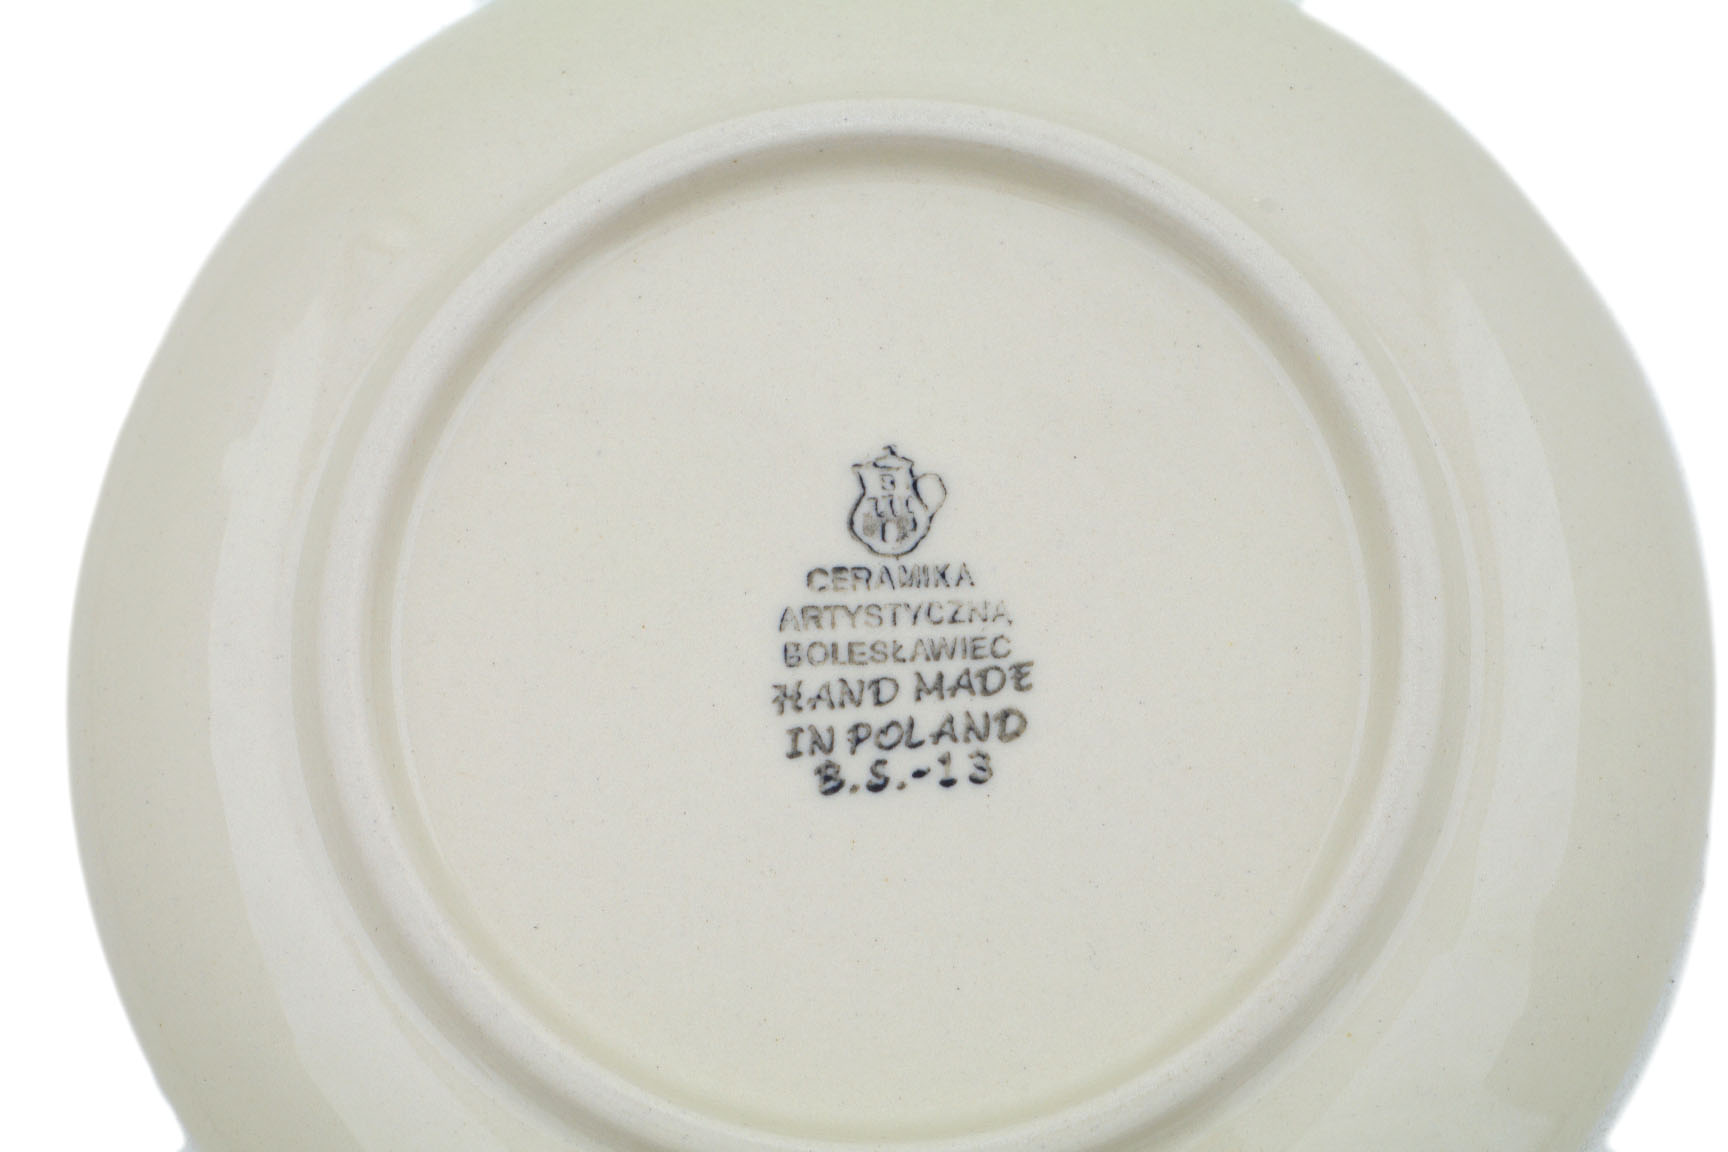 B
CERAMIKA
ARTYSTYCZNA
BOLESŁAWIEC
HAND MADE
IN POLAND
B.S.-13